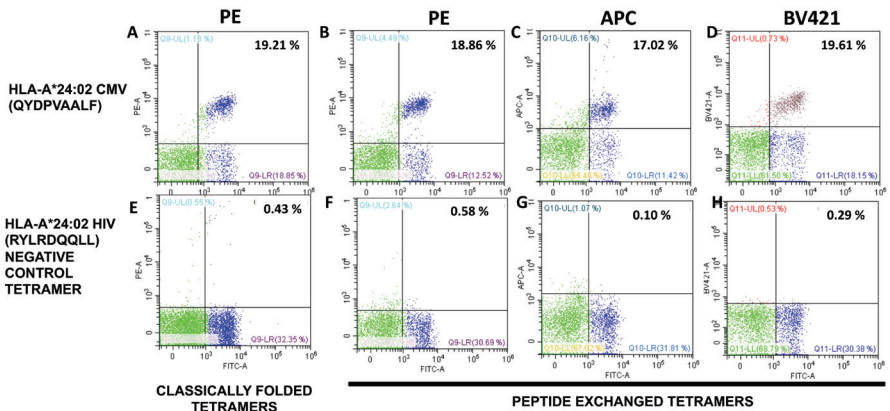 PE PE APC BV421
HLA-A*24:02 CMV
(QYDPVAALF)
A
Q9-UL(1.13 %)
19.21 %
PE-A
Q9-LR(18.85 %)
B
Q9-UL(4.49 %)
18.86 %
PE-A
Q9-LR(12.52 %)
C
Q10-UL(6.16 %)
17.02 %
APC-A
Q10-LR(11.42 %)
D
Q11-UL(0.73 %)
19.61 %
BV421-A
Q11-LL(61.50 %)
Q11-LR(18.15 %)
HLA-A*24:02 HIV
(RYLRDQQLL)
NEGATIVE
CONTROL
TETRAMER
E
Q9-UL(0.55 %)
0.43 %
PE-A
Q9-LR(32.35 %)
FITC-A
F
Q9-UL(2.64 %)
0.58 %
PE-A
Q9-LR(30.69 %)
FITC-A
G
Q10-UL(1.07 %)
0.10 %
APC-A
Q10-LL(67.02 %)
Q10-LR(31.81 %)
FITC-A
H
Q11-UL(0.53 %)
0.29 %
BV421-A
Q11-LL(68.79 %)
Q11-LR(30.38 %)
FITC-A
CLASSICALLY FOLDED
TETRAMERS
PEPTIDE EXCHANGED TETRAMERS